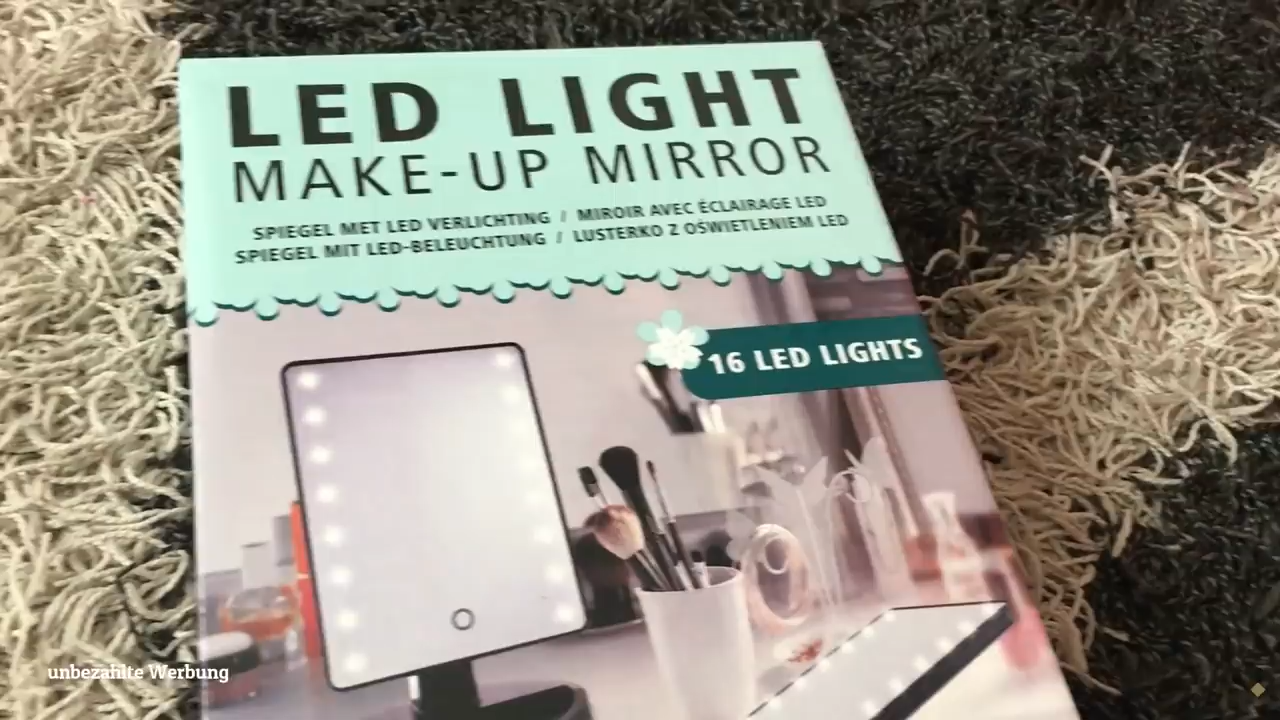 LED LIGHT
MAKE-UP MIRROR
SPIEGEL MET LED VERLICHTING / MIROIR AVEC ÉCLAIRAGE LED
SPIEGEL MIT LED-BELEUCHTUNG / LUSTERKO Z OŚWIETLENIEM LED
16 LED LIGHTS
unbezahlte Werbung